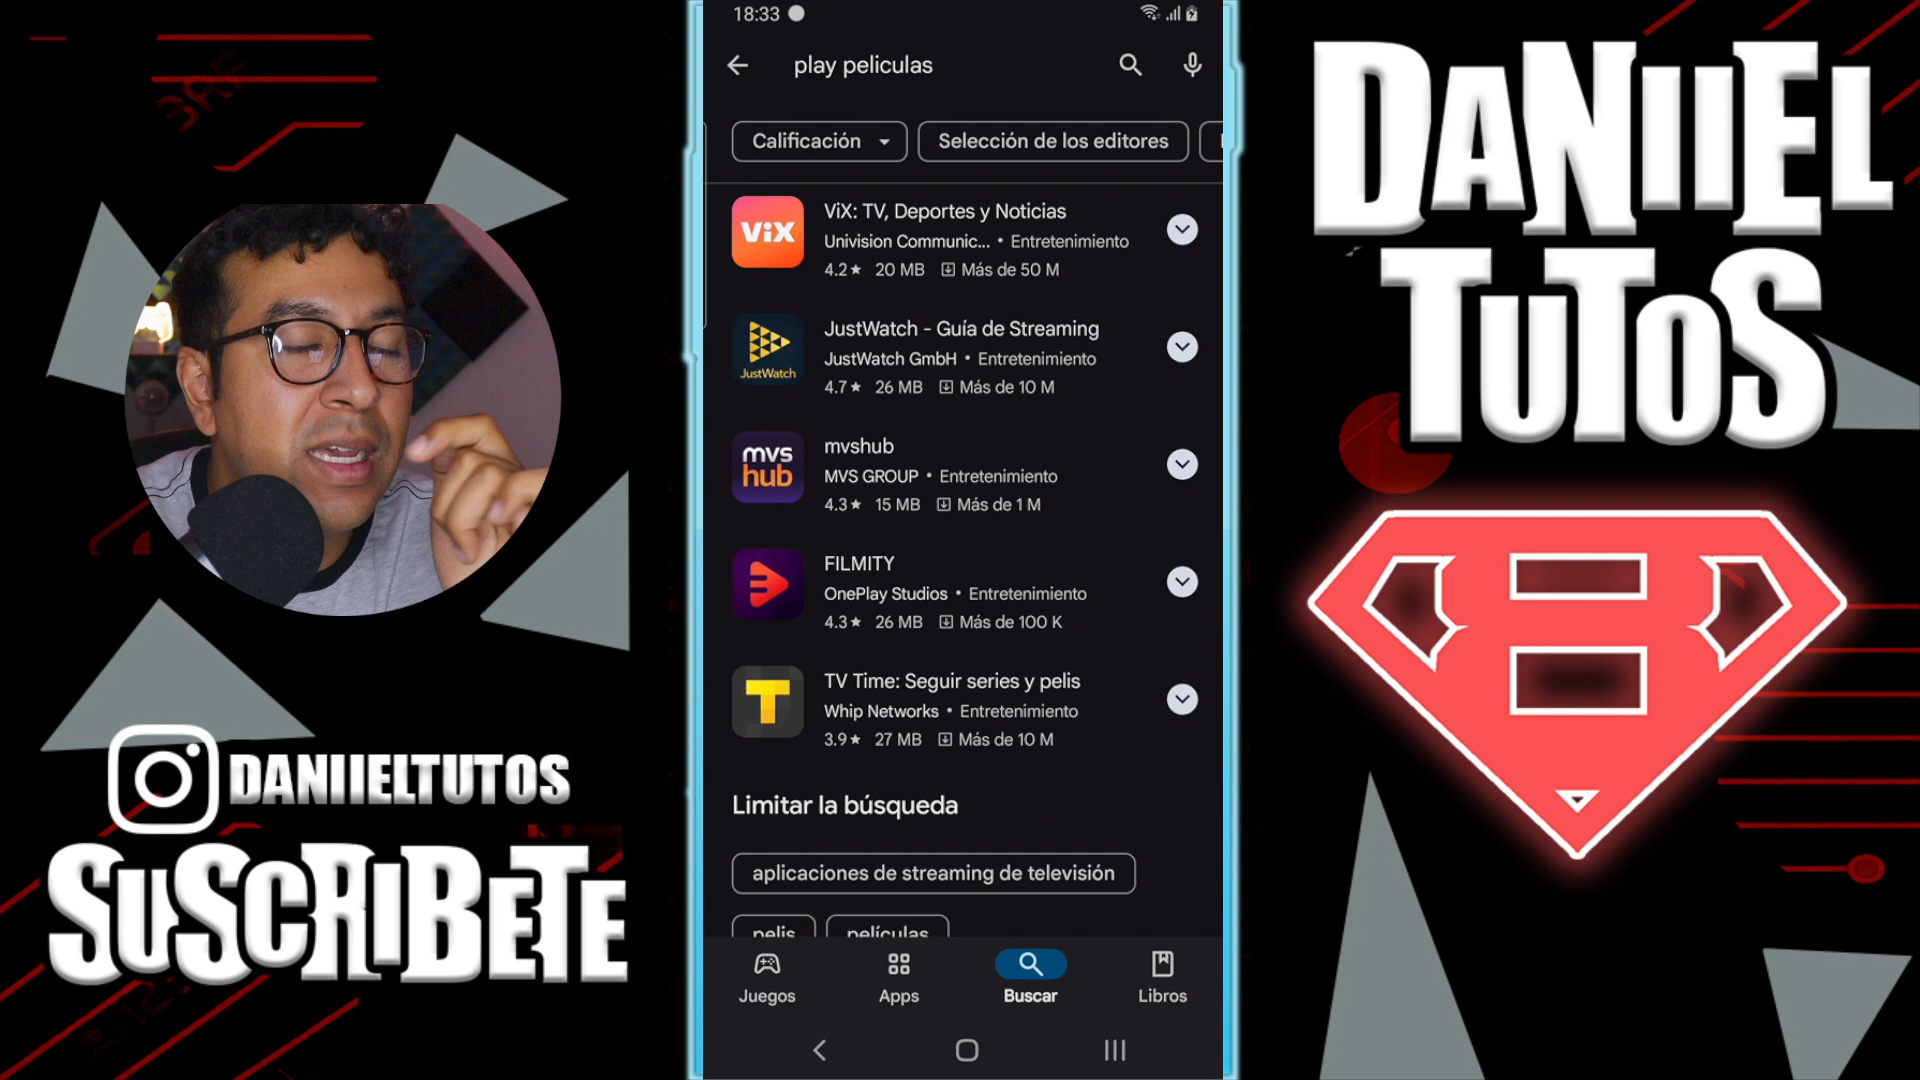 18:33
play peliculas
Calificación
Selección de los editores
ViX
ViX: TV, Deportes y Noticias
Univision Communic... • Entretenimiento
4.2★ 20 MB Más de 50 M
JustWatch
JustWatch - Guía de Streaming
JustWatch GmbH • Entretenimiento
4.7★ 26 MB Más de 10 M
mvs
hub
mvshub
MVS GROUP • Entretenimiento
4.3★ 15 MB Más de 1 M
FILMITY
OnePlay Studios • Entretenimiento
4.3★ 26 MB Más de 100 K
T
TV Time: Seguir series y pelis
Whip Networks • Entretenimiento
3.9★ 27 MB Más de 10 M
Limitar la búsqueda
aplicaciones de streaming de televisión
pelis
películas
Juegos
Apps
Buscar
Libros
DANIIELTUTOS
SUSCRIBETE
DANIIEL
TUTOS